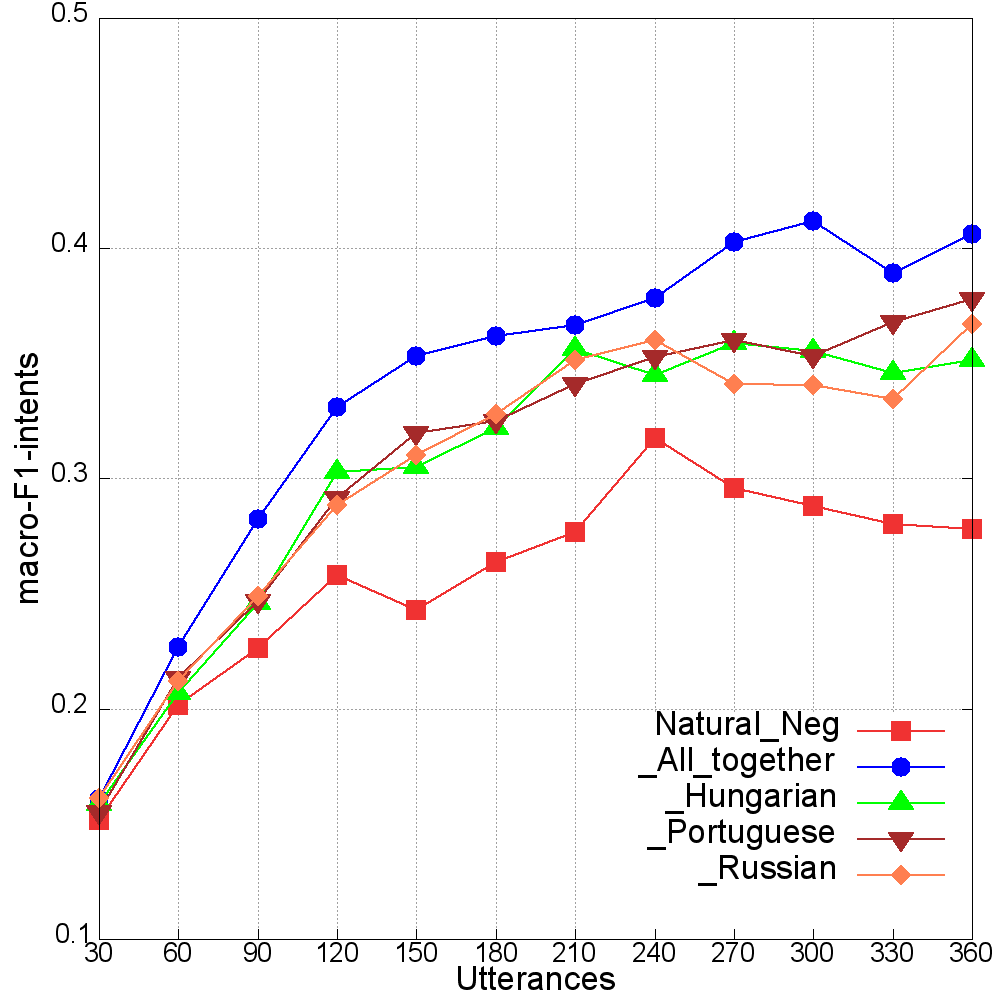 0.5
0.4
0.3
0.2
0.1
macro-F1-intents
Natural_Neg
_All_together
_Hungarian
_Portuguese
_Russian
30 60 90 120 150 180 210 240 270 300 330 360
Utterances